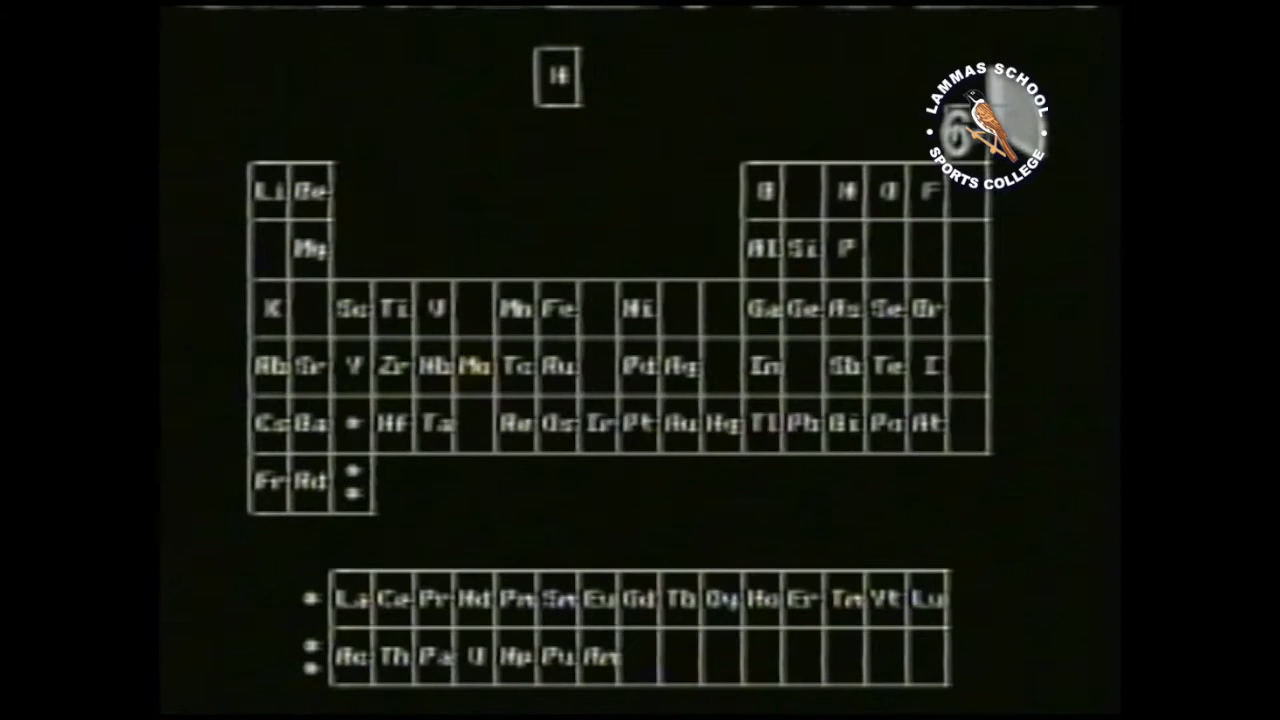 H
LAMMAS SCHOOL
SPORTS COLLEGE
6
Li Be B N O F
Mg Al Si P
K Sc Ti V Mn Fe Ni Ga Ge As Se Br
Rb Sr Y Zr Nb Mo Tc Ru Pd Ag In Sb Te I
Cs Ba * Hf Ta Re Os Ir Pt Au Hg Tl Pb Bi Po At
Fr Rd **
* La Ce Pr Nd Pm Sm Eu Gd Tb Dy Ho Er Tm Yt Lu
** Ac Th Pa U Np Pu Am